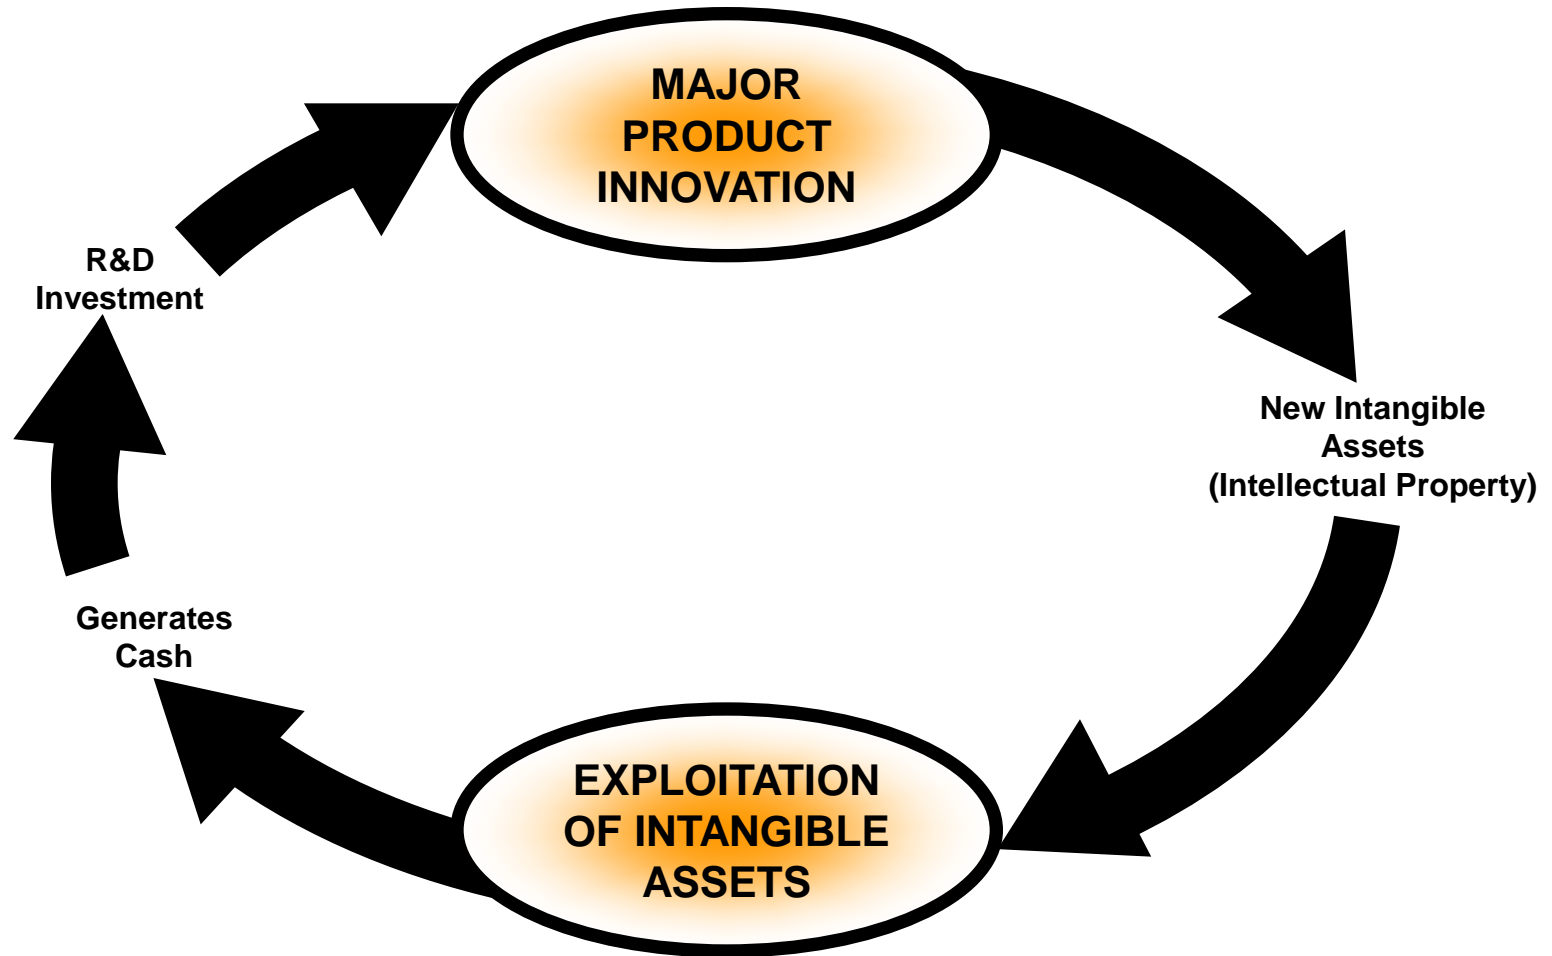 MAJOR
PRODUCT
INNOVATION
R&D
Investment
New Intangible
Assets
(Intellectual Property)
Generates
Cash
EXPLOITATION
OF INTANGIBLE
ASSETS